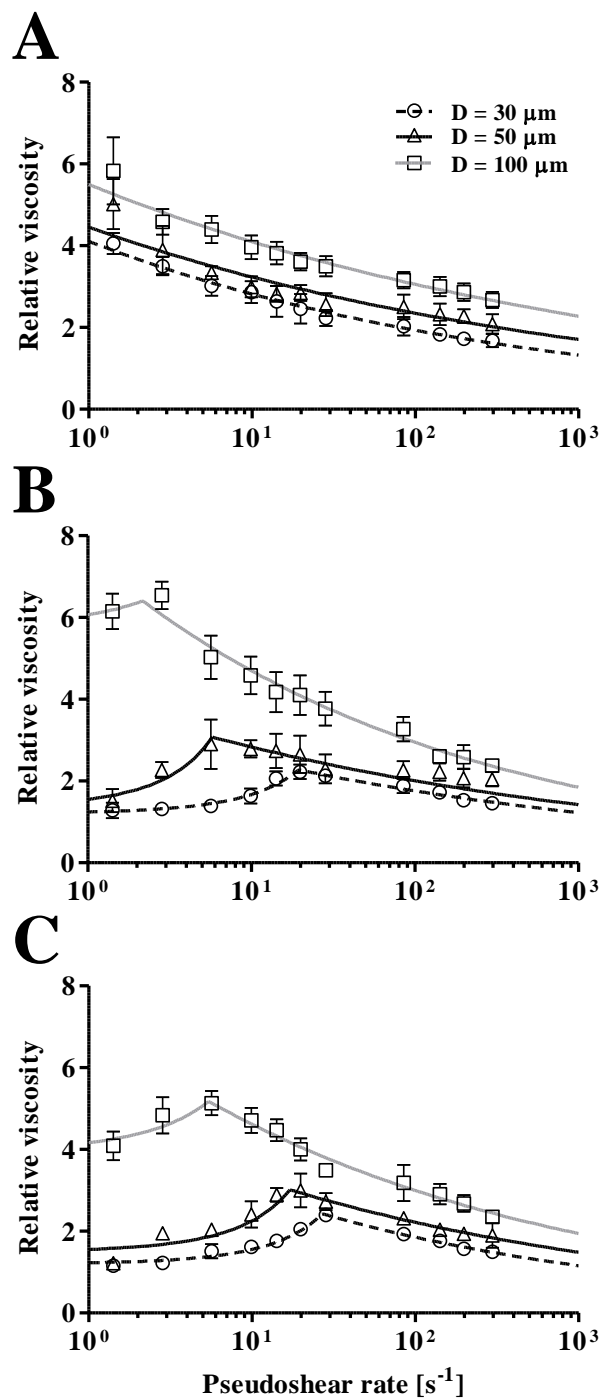 A
8
6
4
2
0
Relative viscosity
D = 30 μm
D = 50 μm
D = 100 μm
10⁰ 10¹ 10² 10³
B
8
6
4
2
0
Relative viscosity
10⁰ 10¹ 10² 10³
C
8
6
4
2
0
Relative viscosity
10⁰ 10¹ 10² 10³
Pseudoshear rate [s⁻¹]